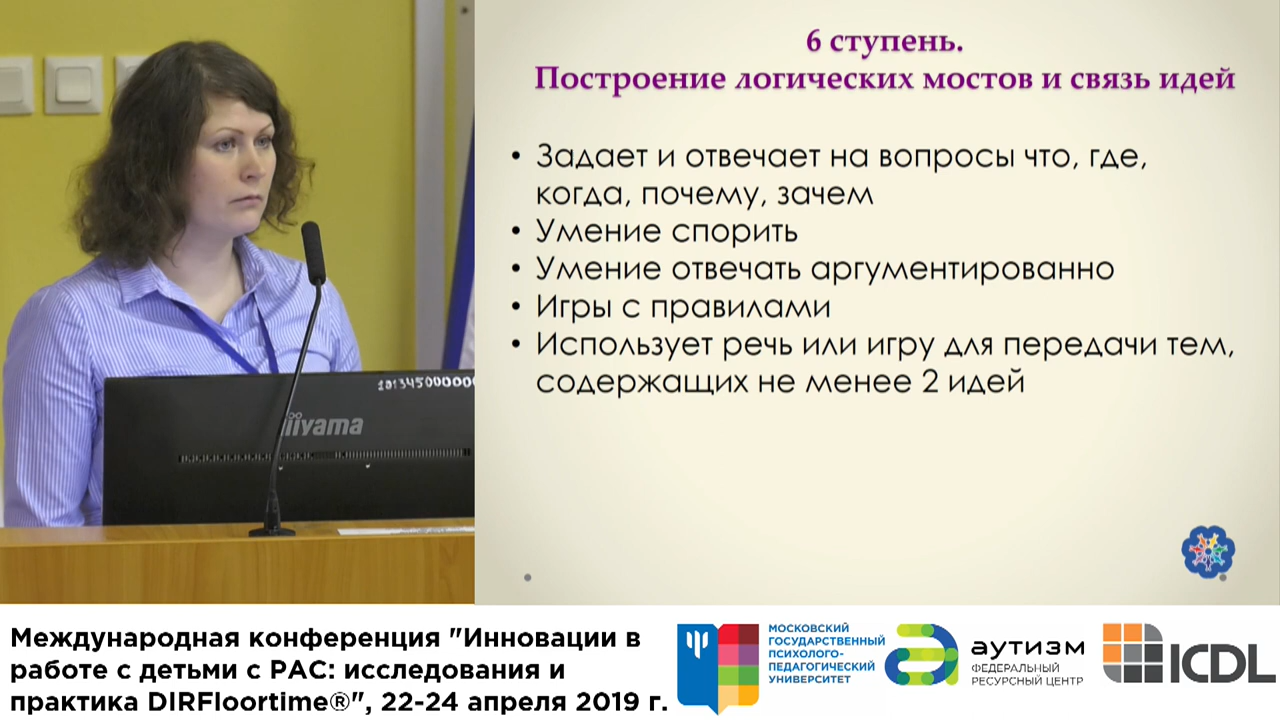 6 ступень.
Построение логических мостов и связь идей
• Задает и отвечает на вопросы что, где,
когда, почему, зачем
• Умение спорить
• Умение отвечать аргументированно
• Игры с правилами
• Использует речь или игру для передачи тем,
содержащих не менее 2 идей
iiyama
Международная конференция "Инновации в
работе с детьми с РАС: исследования и
практика DIRFloortime®", 22-24 апреля 2019 г.
МОСКОВСКИЙ
ГОСУДАРСТВЕННЫЙ
ПСИХОЛОГО-
ПЕДАГОГИЧЕСКИЙ
УНИВЕРСИТЕТ
аутизм
ФЕДЕРАЛЬНЫЙ
РЕСУРСНЫЙ ЦЕНТР
ICDL